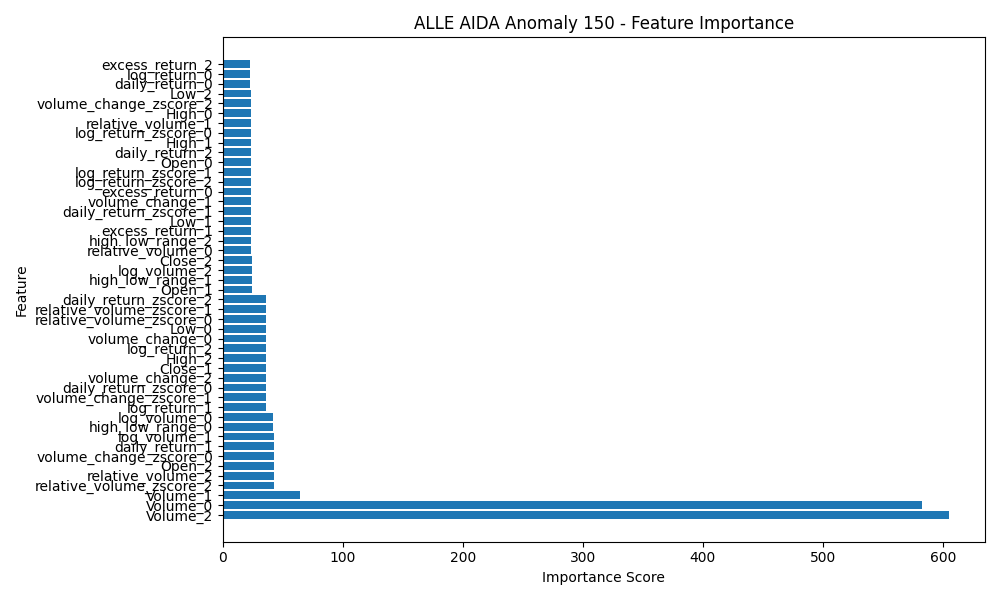 ALLE AIDA Anomaly 150 - Feature Importance
excess_return_2
log_return_0
daily_return_0
Low_2
volume_change_zscore_2
High_0
relative_volume_1
log_return_zscore_0
High_1
daily_return_2
Open_0
log_return_zscore_1
log_return_zscore_2
excess_return_0
volume_change_1
daily_return_zscore_1
Low_1
excess_return_1
high_low_range_2
relative_volume_0
Close_2
log_volume_2
high_low_range_1
Open_1
daily_return_zscore_2
relative_volume_zscore_1
relative_volume_zscore_0
Low_0
volume_change_0
log_return_2
High_2
Close_1
volume_change_2
daily_return_zscore_0
volume_change_zscore_1
log_return_1
log_volume_0
high_low_range_0
log_volume_1
daily_return_1
volume_change_zscore_0
Open_2
relative_volume_2
relative_volume_zscore_2
Volume_1
Volume_0
Volume_2
Feature
0 100 200 300 400 500 600
Importance Score